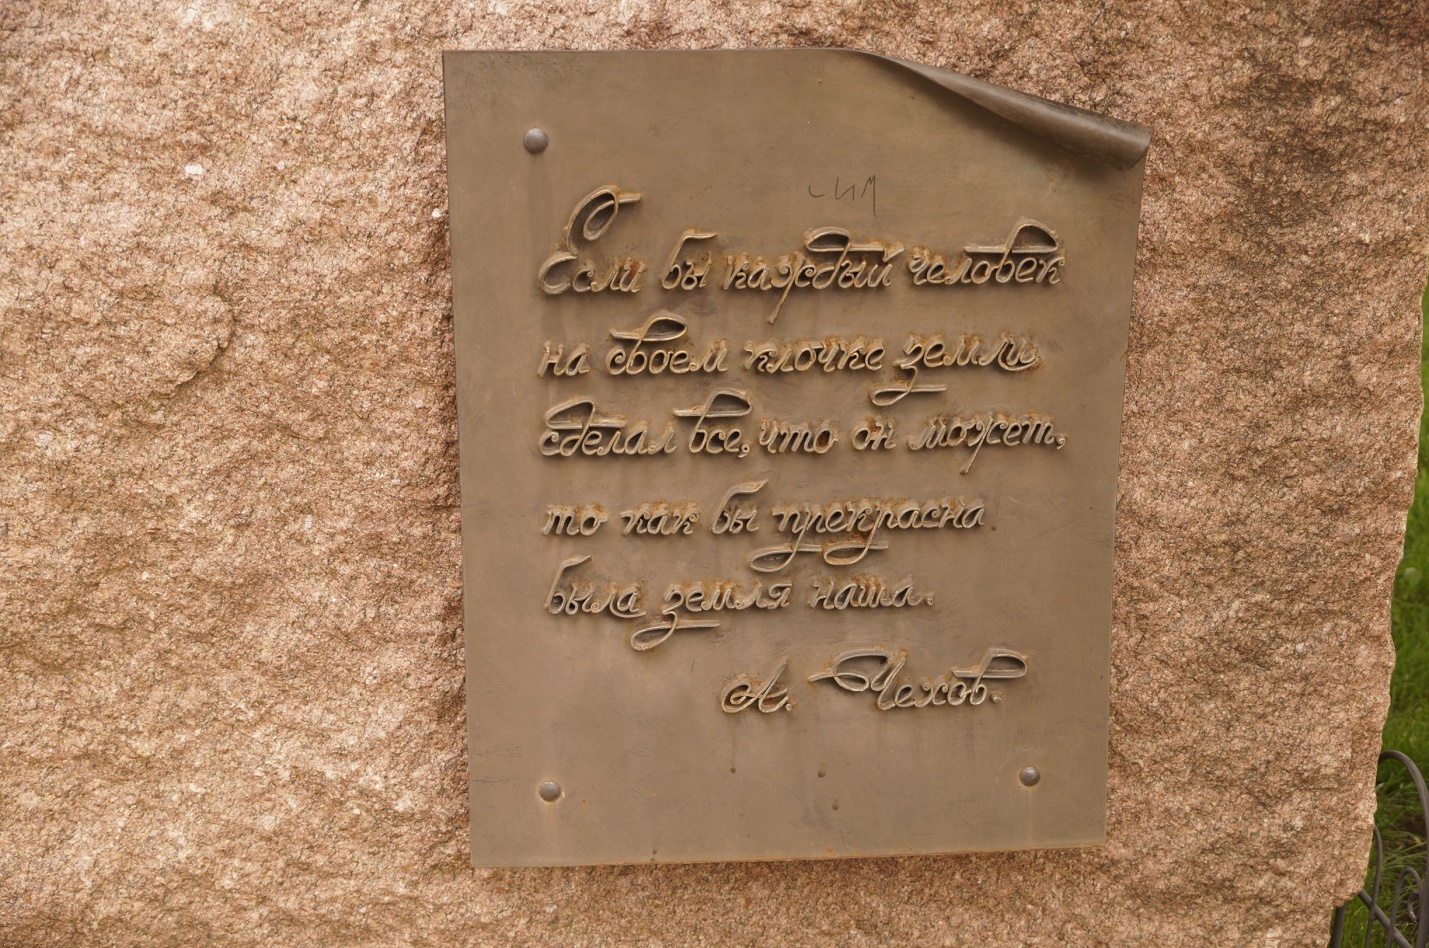 Если бы каждый человек
на своем клочке земли
сделал все, что он может,
то как бы прекрасна
была земля наша.
А. Чехов.